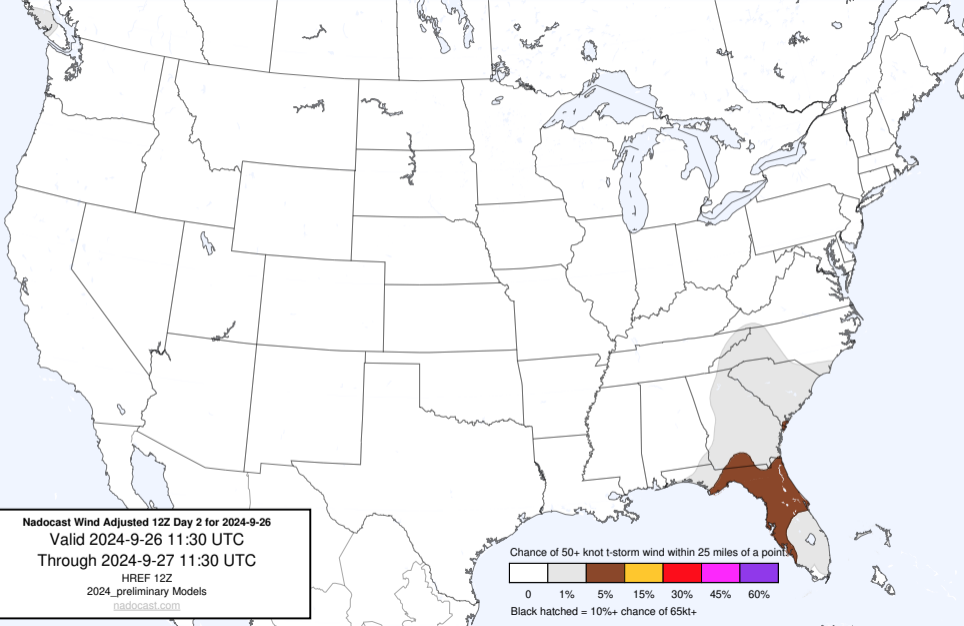 Nadocast Wind Adjusted 12Z Day 2 for 2024-9-26
Valid 2024-9-26 11:30 UTC
Through 2024-9-27 11:30 UTC
HREF 12Z
2024_preliminary Models
nadocast.com
Chance of 50+ knot t-storm wind within 25 miles of a point.
0 1% 5% 15% 30% 45% 60%
Black hatched = 10%+ chance of 65kt+